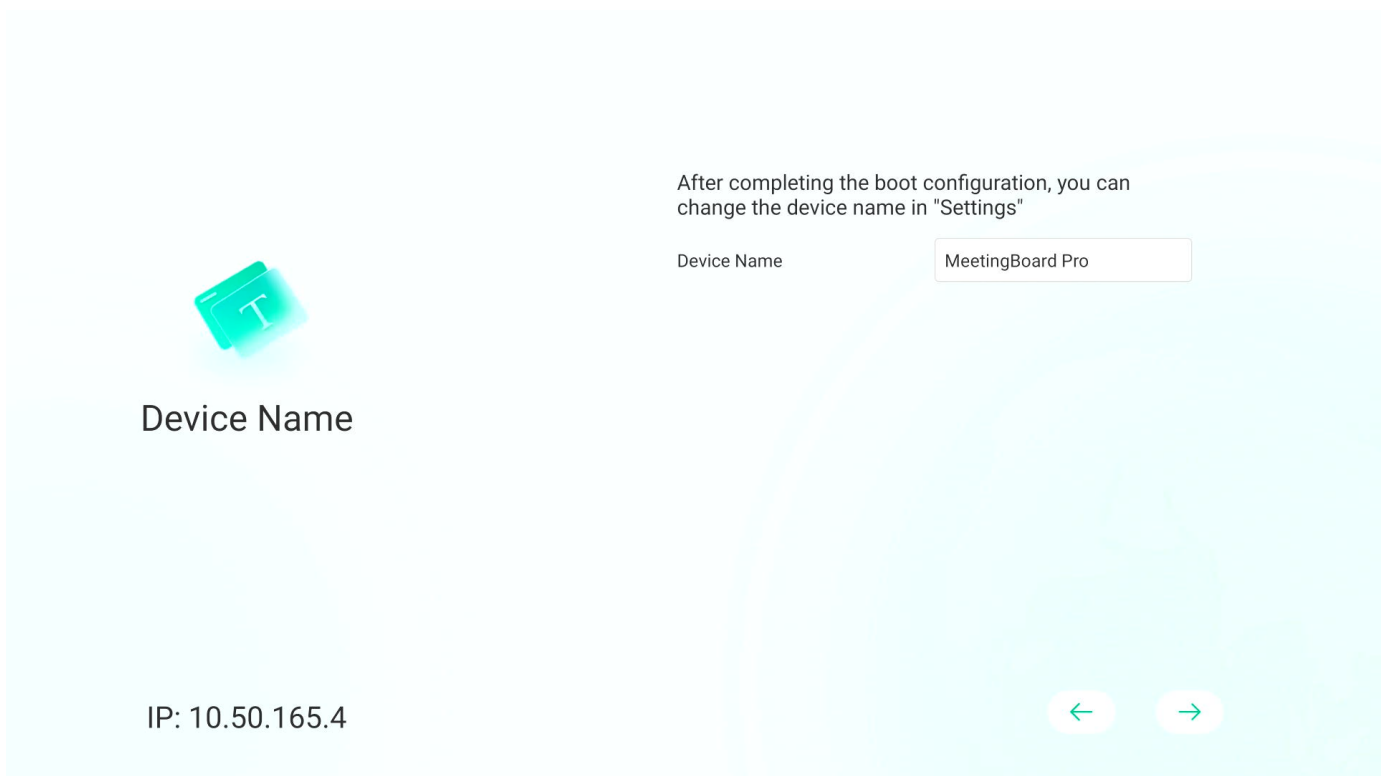 After completing the boot configuration, you can
change the device name in "Settings"
Device Name
MeetingBoard Pro
T
Device Name
IP: 10.50.165.4